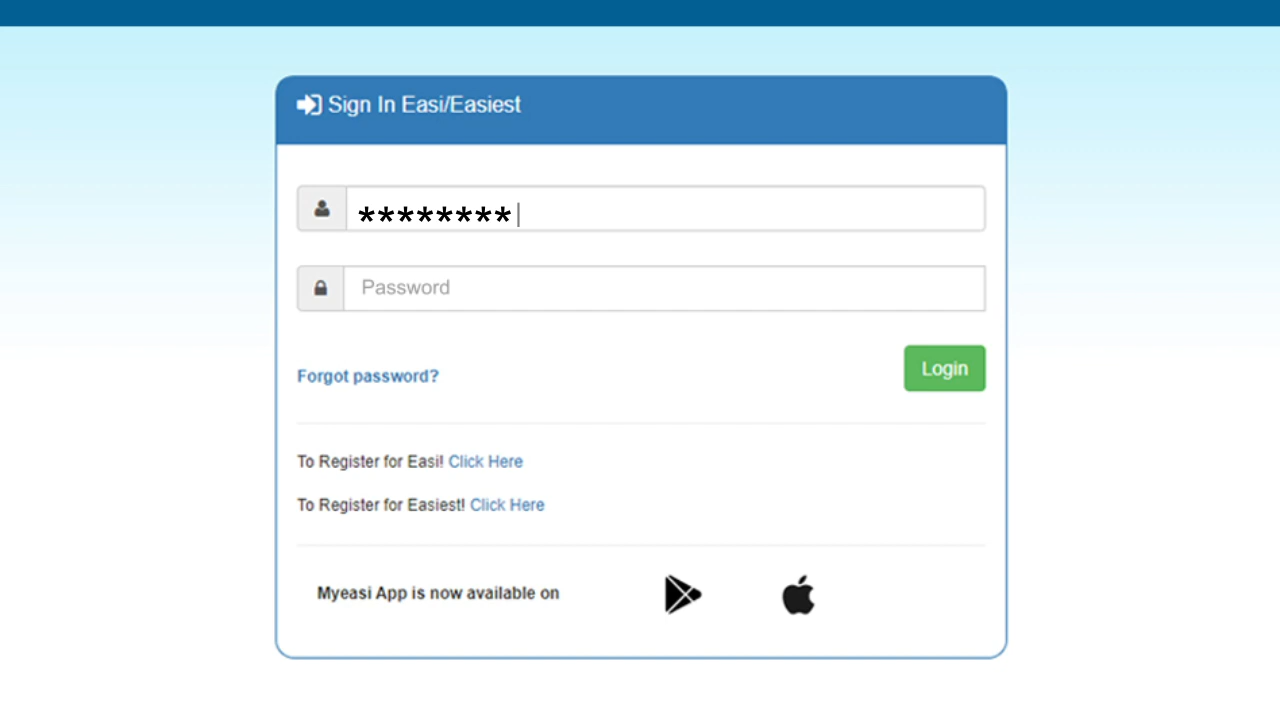 Sign In Easi/Easiest
********
Password
Forgot password?
Login
To Register for Easi! Click Here
To Register for Easiest! Click Here
Myeasi App is now available on